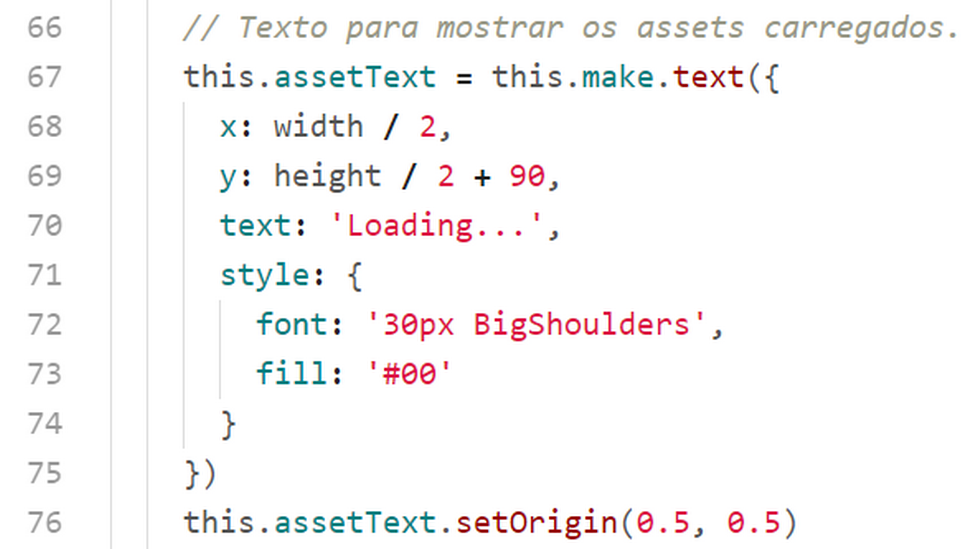 66 // Texto para mostrar os assets carregados.
67 this.assetText = this.make.text({
68 x: width / 2,
69 y: height / 2 + 90,
70 text: 'Loading...',
71 style: {
72 font: '30px BigShoulders',
73 fill: '#00'
74 }
75 })
76 this.assetText.setOrigin(0.5, 0.5)